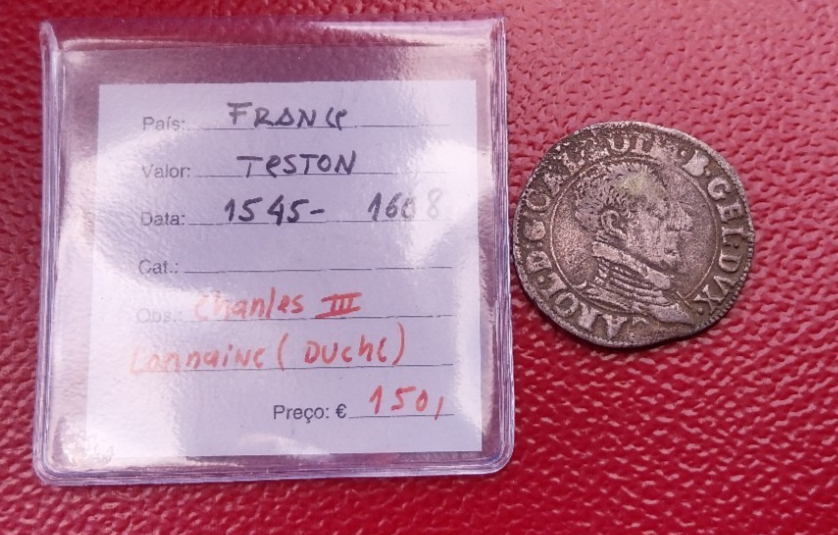 País: FRANCE
Valor: TESTON
Data: 1545- 1608
Cat.:
Obs.: Charles III
Lorraine (Duché)
Preço: € 150,
CAROL·D·G·CAL·LOTH·B·GEL·DVX·